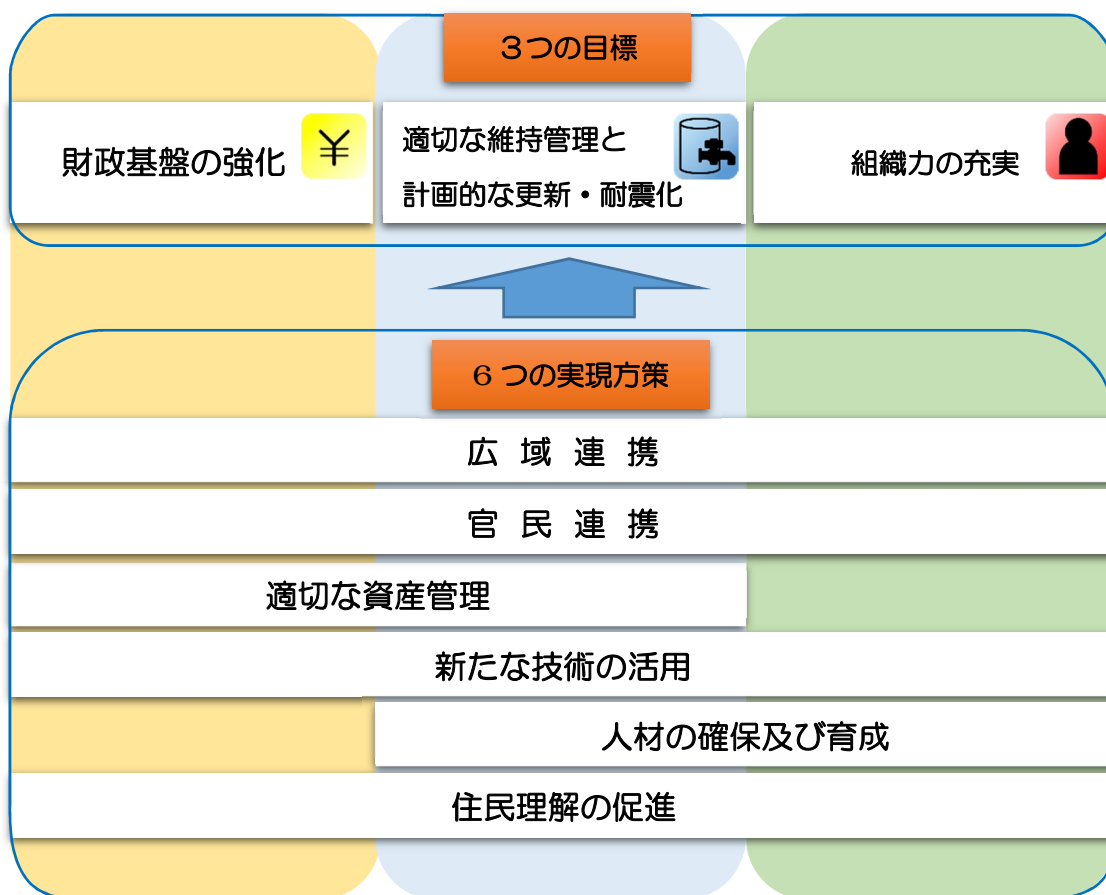 ３つの目標
財政基盤の強化
¥
適切な維持管理と
計画的な更新・耐震化
組織力の充実
６つの実現方策
広 域 連 携
官 民 連 携
適切な資産管理
新たな技術の活用
人材の確保及び育成
住民理解の促進